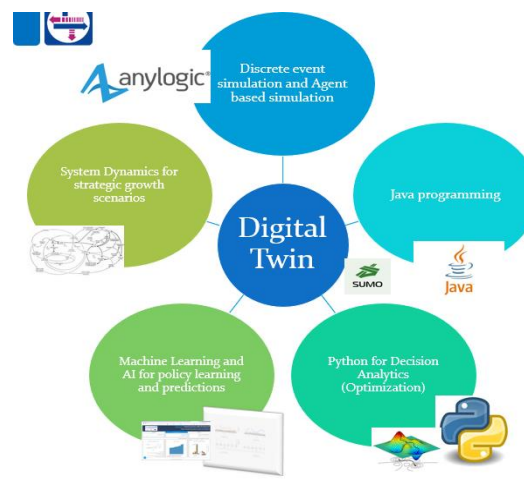 anylogic®
Discrete event
simulation and Agent
based simulation
System Dynamics for
strategic growth
scenarios
Java programming
Digital
Twin
SUMO
Java
Machine Learning and
AI for policy learning
and predictions
Python for Decision
Analytics
(Optimization)